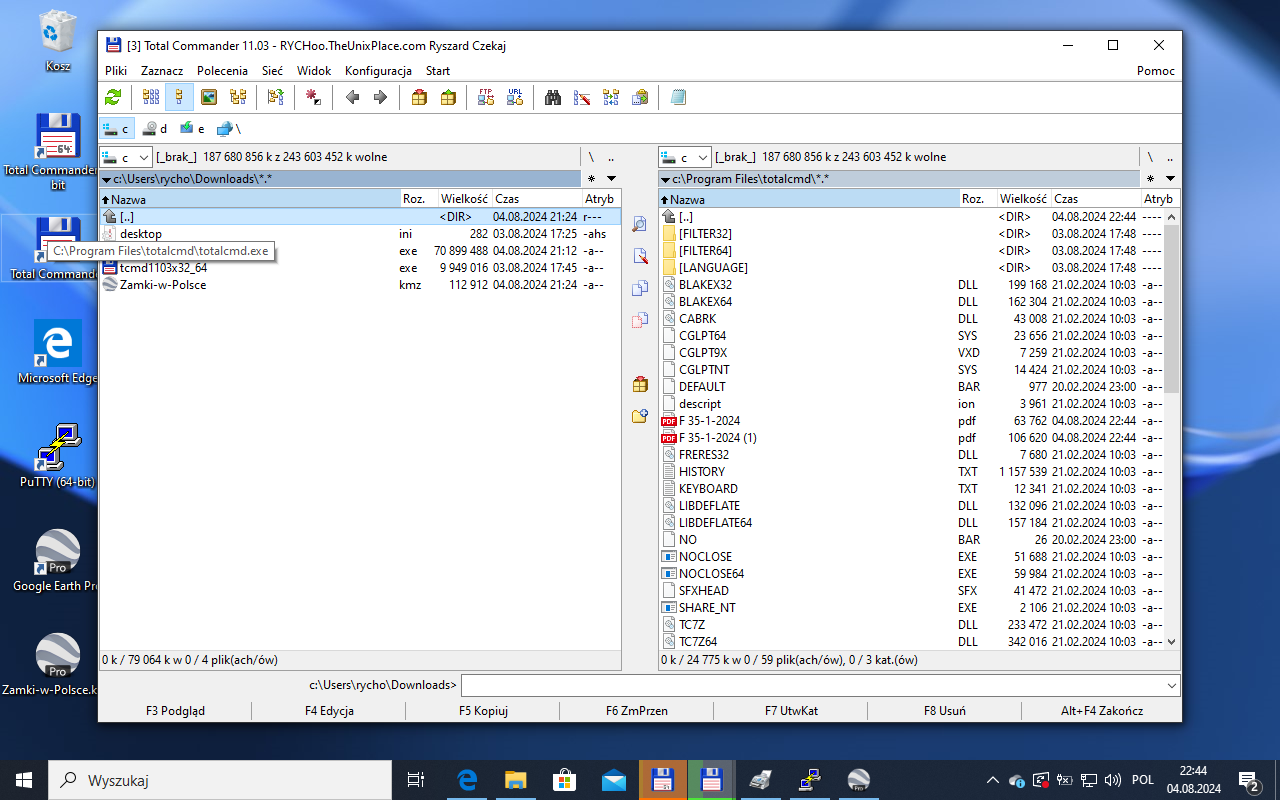 Kosz
Total Commander
bit
64:
Total Command
Microsoft Edge
PuTTY (64-bit)
Pro
Google Earth Pr
Pro
Zamki-w-Polsce.k
[3] Total Commander 11.03 - RYCHoo.TheUnixPlace.com Ryszard Czekaj
Pliki Zaznacz Polecenia Sieć Widok Konfiguracja Start Pomoc
FTP URL
c d e \
c [_brak_] 187 680 856 k z 243 603 452 k wolne \ ..
c:\Users\rycho\Downloads\*.* *
Nazwa Roz. Wielkość Czas Atryb
[..] <DIR> 04.08.2024 21:24 r---
desktop ini 282 03.08.2024 17:25 -ahs
C:\Program Files\totalcmd\totalcmd.exe exe 70 899 488 04.08.2024 21:12 -a--
tcmd1103x32_64 exe 9 949 016 03.08.2024 17:45 -a--
Zamki-w-Polsce kmz 112 912 04.08.2024 21:24 -a--
0 k / 79 064 k w 0 / 4 plik(ach/ów)
c [_brak_] 187 680 856 k z 243 603 452 k wolne \ ..
c:\Program Files\totalcmd\*.* *
Nazwa Roz. Wielkość Czas Atryb
[..] <DIR> 04.08.2024 22:44 ----
[FILTER32] <DIR> 03.08.2024 17:48 ----
[FILTER64] <DIR> 03.08.2024 17:48 ----
[LANGUAGE] <DIR> 03.08.2024 17:48 ----
BLAKEX32 DLL 199 168 21.02.2024 10:03 -a--
BLAKEX64 DLL 162 304 21.02.2024 10:03 -a--
CABRK DLL 43 008 21.02.2024 10:03 -a--
CGLPT64 SYS 23 656 21.02.2024 10:03 -a--
CGLPT9X VXD 7 259 21.02.2024 10:03 -a--
CGLPTNT SYS 14 424 21.02.2024 10:03 -a--
DEFAULT BAR 977 20.02.2024 23:00 -a--
descript ion 3 961 21.02.2024 10:03 -a--
PDF F 35-1-2024 pdf 63 762 04.08.2024 22:44 -a--
PDF F 35-1-2024 (1) pdf 106 620 04.08.2024 22:44 -a--
FRERES32 DLL 7 680 21.02.2024 10:03 -a--
HISTORY TXT 1 157 539 21.02.2024 10:03 -a--
KEYBOARD TXT 12 341 21.02.2024 10:03 -a--
LIBDEFLATE DLL 132 096 21.02.2024 10:03 -a--
LIBDEFLATE64 DLL 157 184 21.02.2024 10:03 -a--
NO BAR 26 20.02.2024 23:00 -a--
NOCLOSE EXE 51 688 21.02.2024 10:03 -a--
NOCLOSE64 EXE 59 984 21.02.2024 10:03 -a--
SFXHEAD SFX 41 472 21.02.2024 10:03 -a--
SHARE_NT EXE 2 106 21.02.2024 10:03 -a--
TC7Z DLL 233 472 21.02.2024 10:03 -a--
TC7Z64 DLL 342 016 21.02.2024 10:03 -a--
0 k / 24 775 k w 0 / 59 plik(ach/ów), 0 / 3 kat.(ów)
c:\Users\rycho\Downloads>
F3 Podgląd F4 Edycja F5 Kopiuj F6 ZmPrzen F7 UtwKat F8 Usuń Alt+F4 Zakończ
Wyszukaj
Pro
POL
22:44
04.08.2024
2